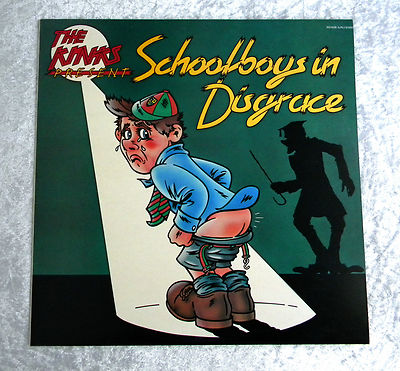 THE
KINKS
PRESENT
Schoolboys in
Disgrace